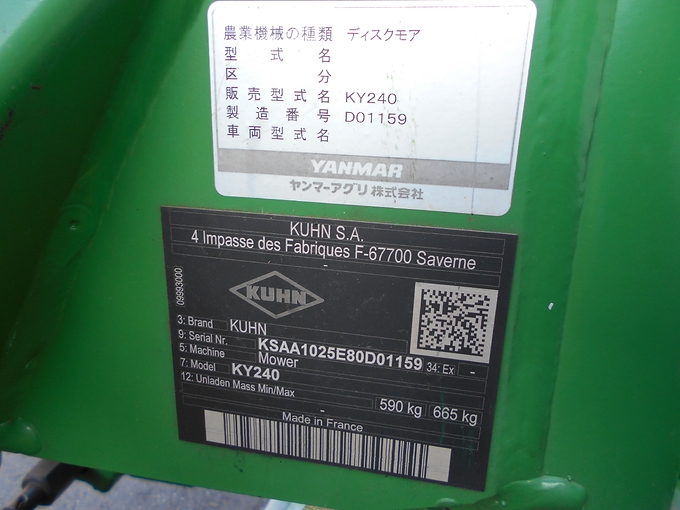 農業機械の種類 ディスクモア
型式名
区分
販売型式名 KY240
製造番号 D01159
車両型式名
YANMAR
ヤンマーアグリ株式会社
KUHN S.A.
4 Impasse des Fabriques F-67700 Saverne
-
09993000
KUHN
3: Brand KUHN
9: Serial Nr. KSAA1025E80D01159 34: Ex -
5: Machine Mower
7: Model KY240
12: Unladen Mass Min/Max
- 590 kg 665 kg
Made in France